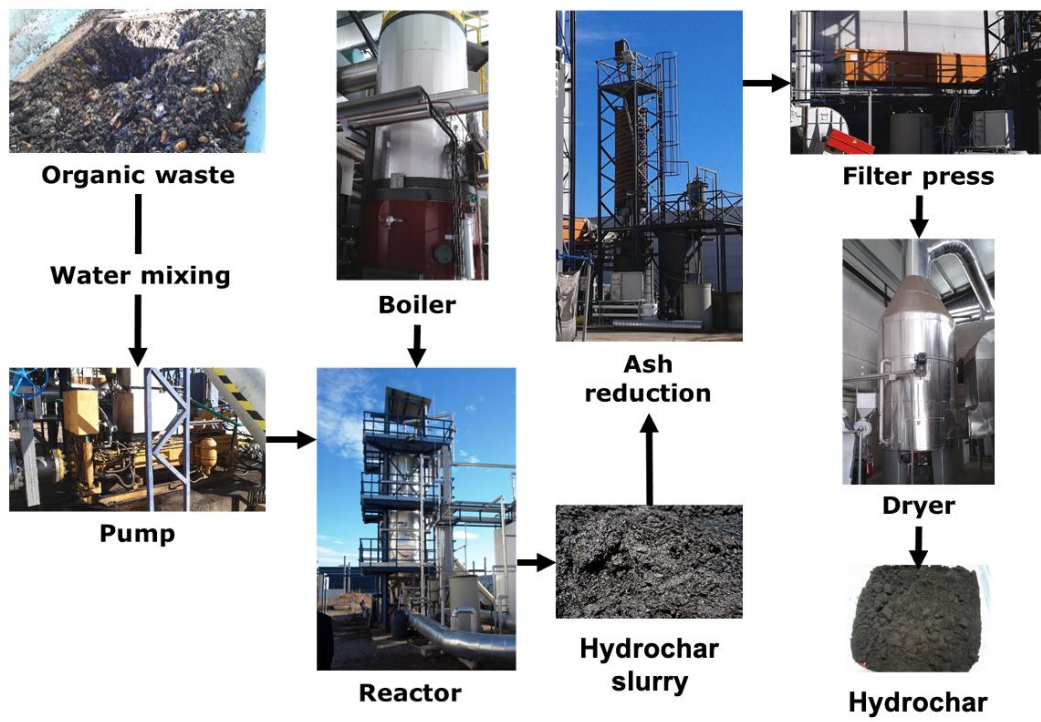 Organic waste
Water mixing
Pump
Boiler
Reactor
Hydrochar
slurry
Ash
reduction
Filter press
Dryer
Hydrochar